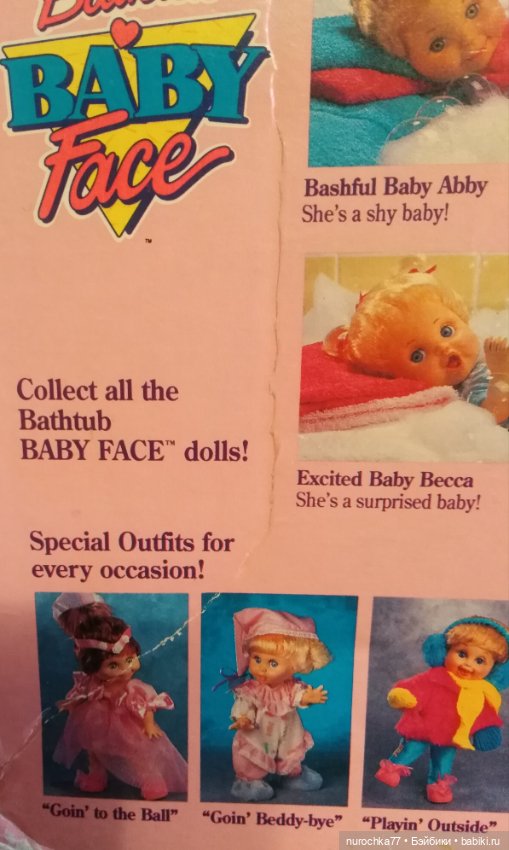 BABY
Face
™
Bashful Baby Abby
She's a shy baby!
Collect all the
Bathtub
BABY FACE™ dolls!
Excited Baby Becca
She's a surprised baby!
Special Outfits for
every occasion!
"Goin' to the Ball"
"Goin' Beddy-bye"
"Playin' Outside"
nurochka77 • Бэйбики • babiki.ru